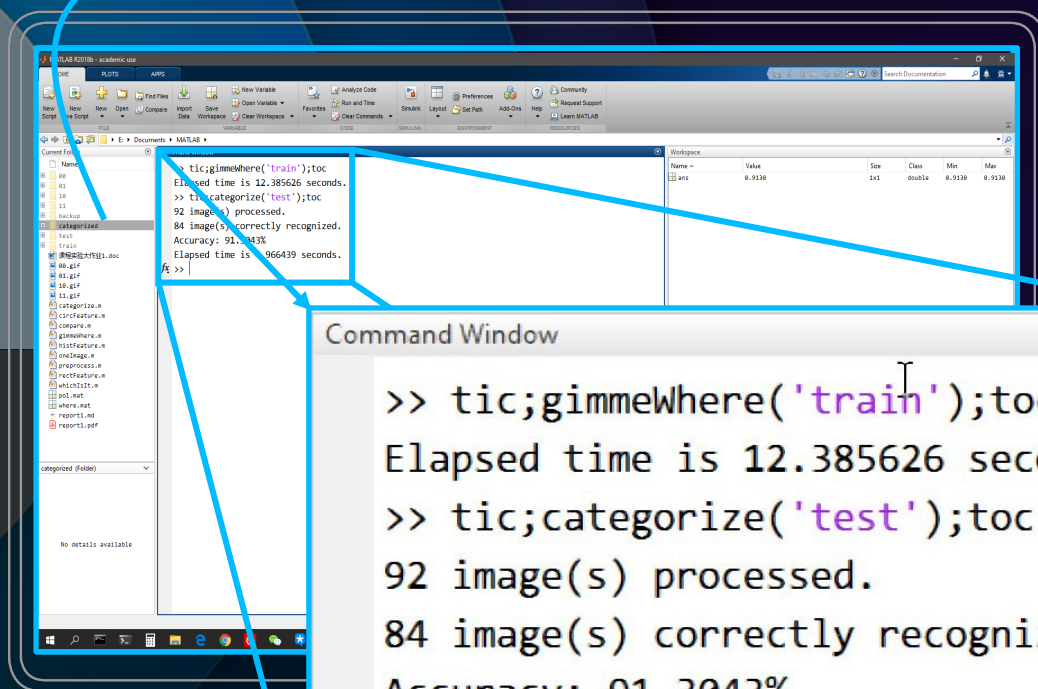 MATLAB R2018b - academic use
HOME PLOTS APPS
Search Documentation
New Script
New Live Script
New
Open
Find Files
Compare
FILE
Import Data
Save Workspace
New Variable
Open Variable
Clear Workspace
VARIABLE
Favorites
Analyze Code
Run and Time
Clear Commands
CODE
Simulink
SIMULINK
Layout
Preferences
Set Path
ENVIRONMENT
Add-Ons
Help
Community
Request Support
Learn MATLAB
RESOURCES
E: Documents MATLAB
Current Folder
Name
00
01
10
11
backup
categorized
test
train
课程实验大作业1.doc
00.gif
01.gif
10.gif
11.gif
categorize.m
circFeature.m
compare.m
gimmeWhere.m
histFeature.m
oneImage.m
preprocess.m
rectFeature.m
whichIsIt.m
pol.mat
where.mat
report1.md
report1.pdf
categorized (Folder)
No details available
>> tic;gimmeWhere('train');toc
Elapsed time is 12.385626 seconds.
>> tic;categorize('test');toc
92 image(s) processed.
84 image(s) correctly recognized.
Accuracy: 91.3043%
Elapsed time is .966439 seconds.
fx >>
Workspace
Name Value Size Class Min Max
ans 0.9130 1x1 double 0.9130 0.9130
Command Window
>> tic;gimmeWhere('train');to
Elapsed time is 12.385626 sec
>> tic;categorize('test');toc
92 image(s) processed.
84 image(s) correctly recogni
Accuracy: 91.3043%